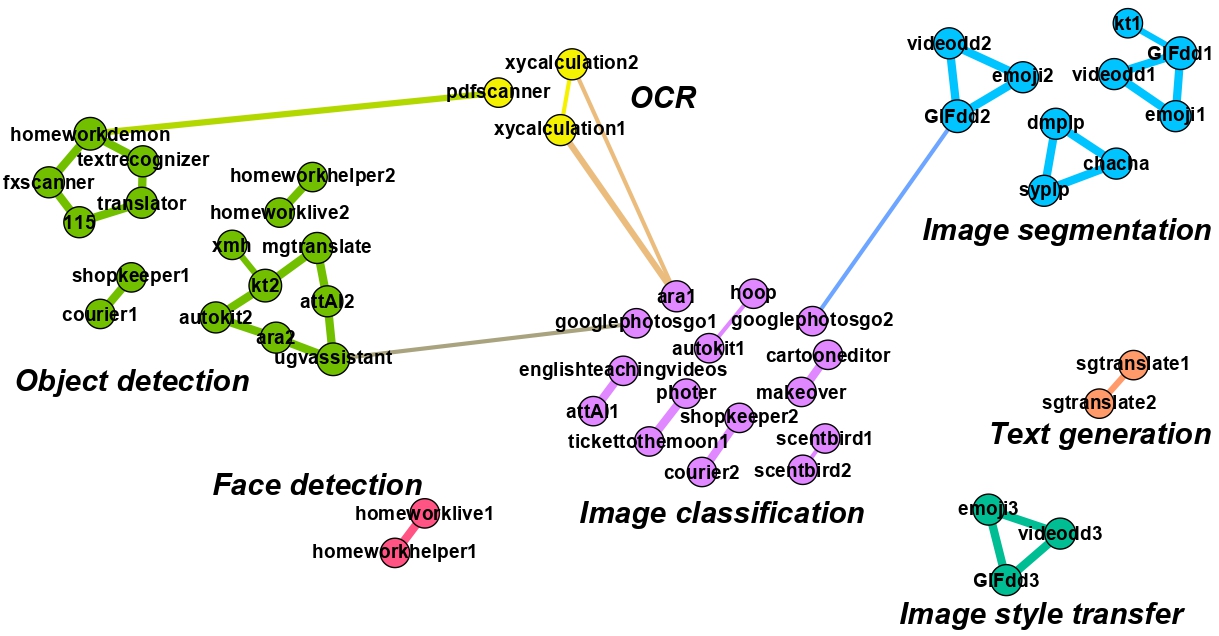 kt1
videodd2
GIFdd1
xycalculation2
emoji2
videodd1
pdfscanner
OCR
GIFdd2
emoji1
dmplp
xycalculation1
homeworkdemon
textrecognizer
chacha
homeworkhelper2
fxscanner
syplp
translator
homeworklive2
115
Image segmentation
xmh
mgtranslate
shopkeeper1
kt2
hoop
ara1
attAI2
courier1
autokit2
googlephotosgo1
googlephotosgo2
ara2
autokit1
ugvassistant
cartooneditor
sgtranslate1
englishteachingvideos
Object detection
photer
makeover
sgtranslate2
attAI1
shopkeeper2
Text generation
tickettothemoon1
scentbird1
courier2
scentbird2
Face detection
homeworklive1
Image classification
emoji3
videodd3
homeworkhelper1
GIFdd3
Image style transfer